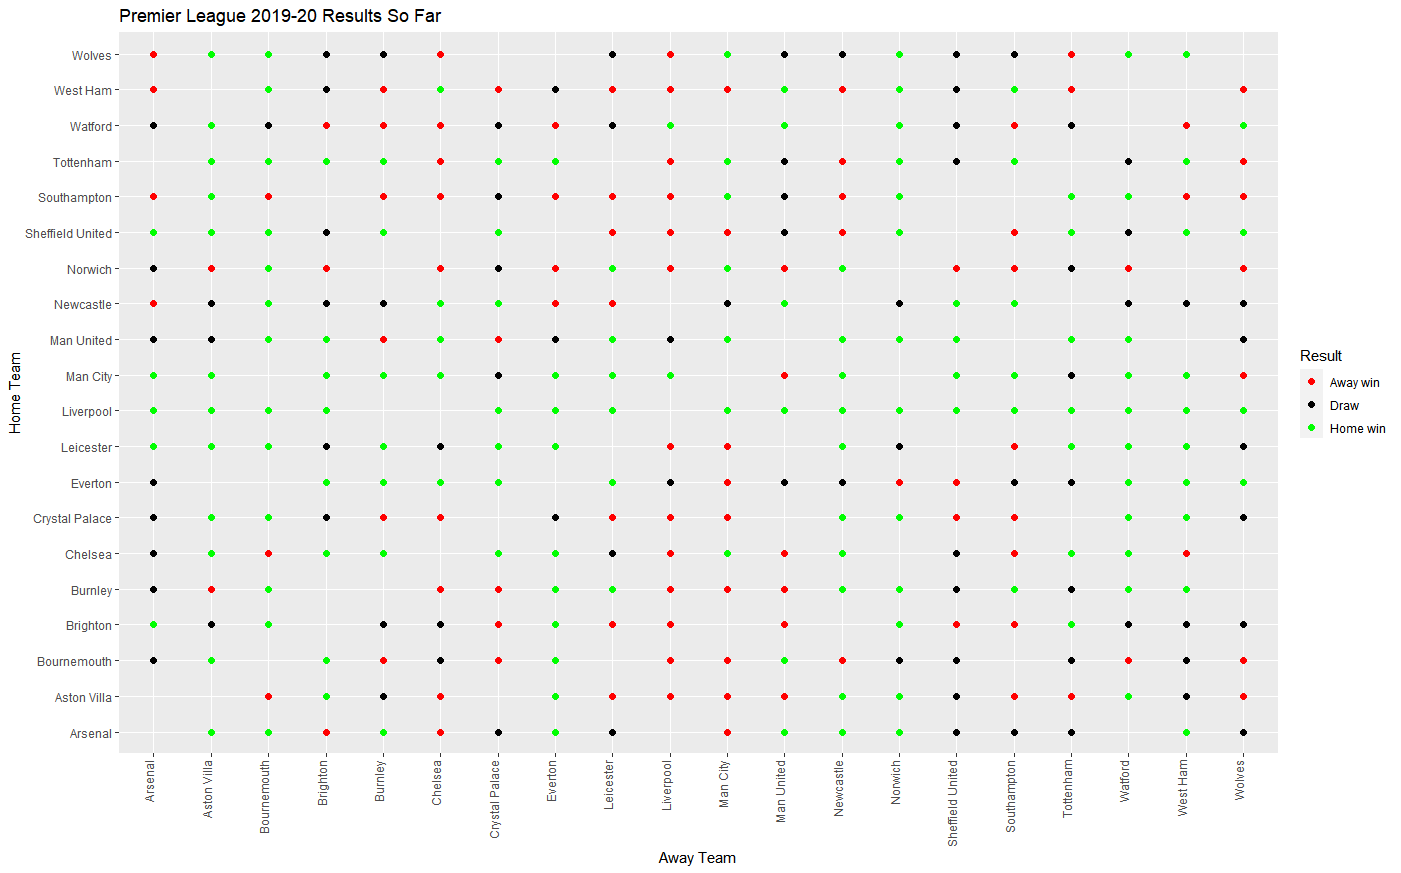 Premier League 2019-20 Results So Far
Home Team
Wolves
West Ham
Watford
Tottenham
Southampton
Sheffield United
Norwich
Newcastle
Man United
Man City
Liverpool
Leicester
Everton
Crystal Palace
Chelsea
Burnley
Brighton
Bournemouth
Aston Villa
Arsenal
Arsenal
Aston Villa
Bournemouth
Brighton
Burnley
Chelsea
Crystal Palace
Everton
Leicester
Liverpool
Man City
Man United
Newcastle
Norwich
Sheffield United
Southampton
Tottenham
Watford
West Ham
Wolves
Away Team
Result
Away win
Draw
Home win